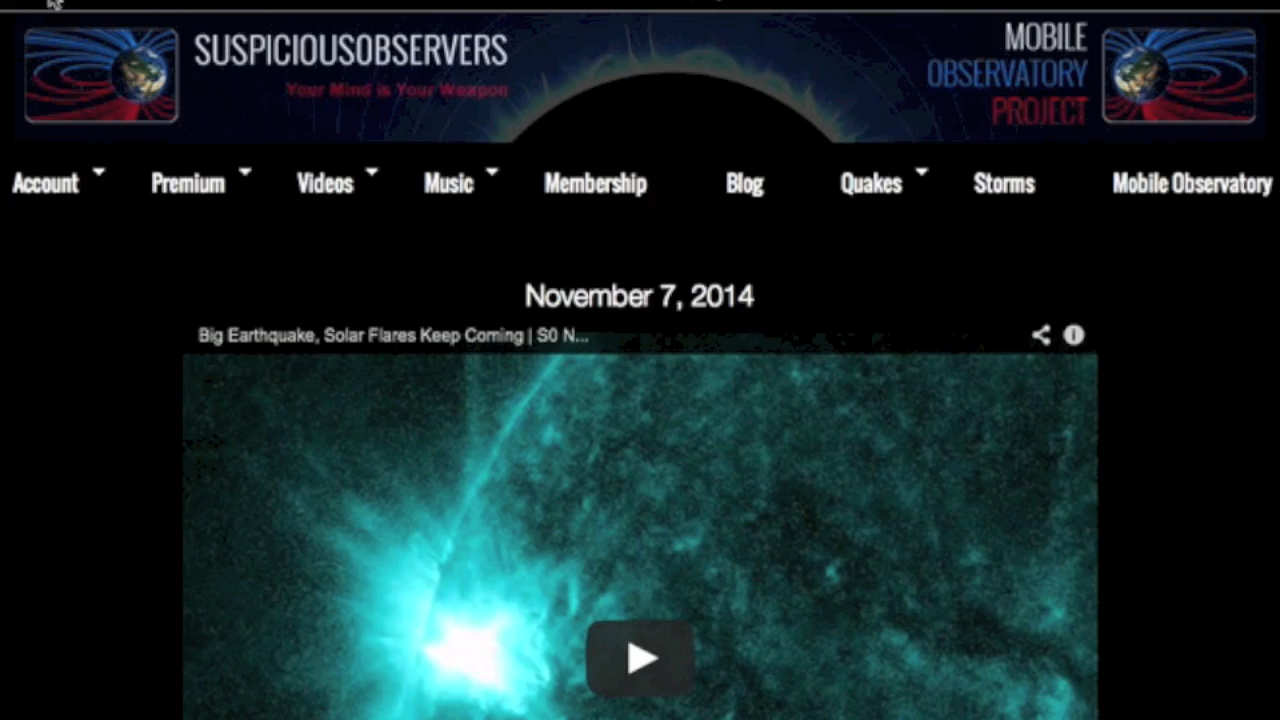 SUSPICIOUSOBSERVERS
Your Mind is Your Weapon
MOBILE
OBSERVATORY
PROJECT
Account Premium Videos Music Membership Blog Quakes Storms Mobile Observatory
November 7, 2014
Big Earthquake, Solar Flares Keep Coming | S0 N...